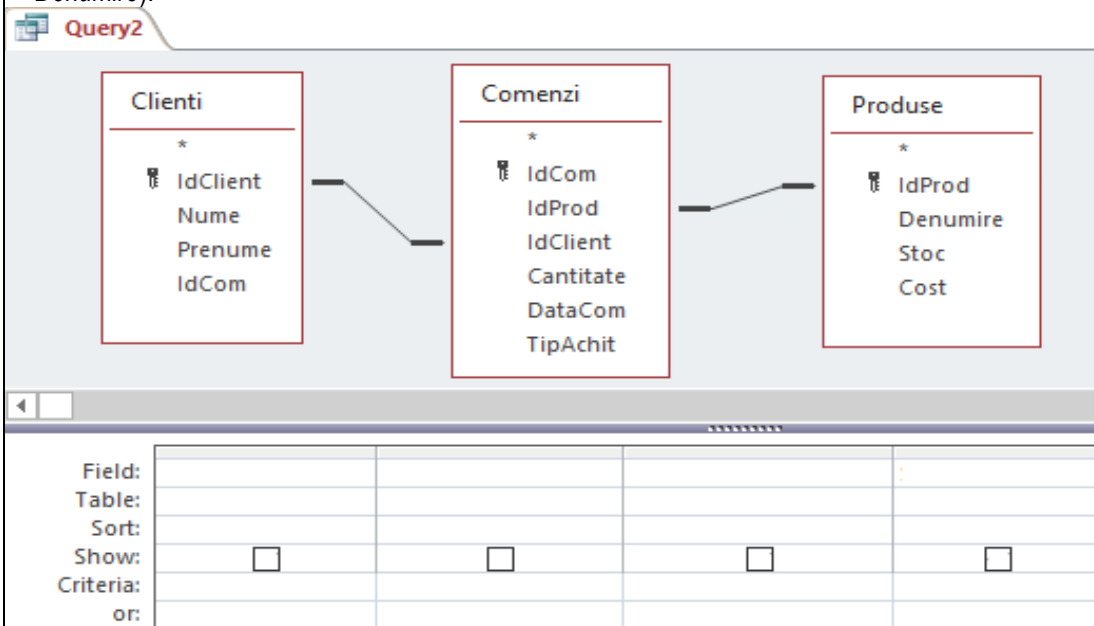 Denumire).
Query2
Clienti
*
IdClient
Nume
Prenume
IdCom
Comenzi
*
IdCom
IdProd
IdClient
Cantitate
DataCom
TipAchit
Produse
*
IdProd
Denumire
Stoc
Cost
Field:
Table:
Sort:
Show:
Criteria:
or: